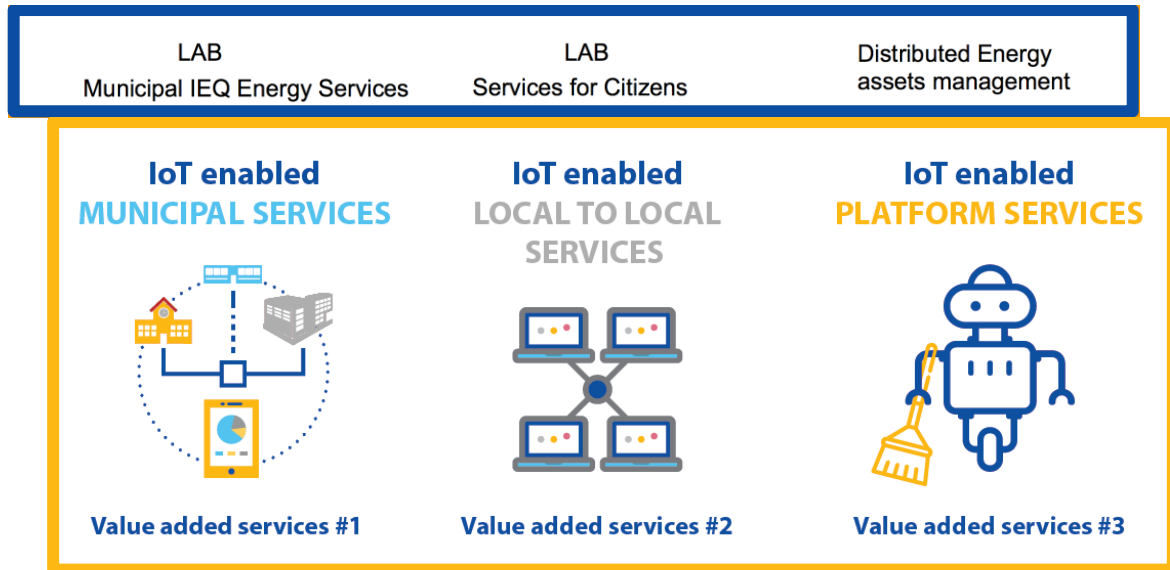 LAB
Municipal IEQ Energy Services
LAB
Services for Citizens
Distributed Energy
assets management
IoT enabled
MUNICIPAL SERVICES
IoT enabled
LOCAL TO LOCAL
SERVICES
IoT enabled
PLATFORM SERVICES
Value added services #1
Value added services #2
Value added services #3